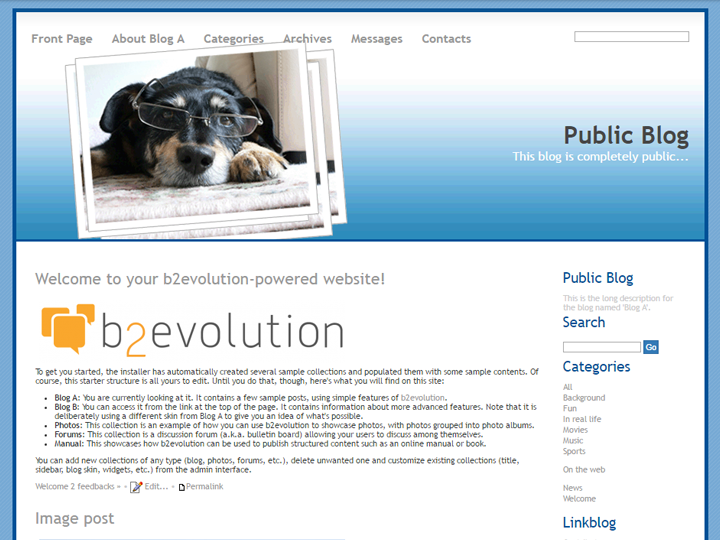 Front Page About Blog A Categories Archives Messages Contacts
Public Blog
This blog is completely public...
Welcome to your b2evolution-powered website!
b2evolution
To get you started, the installer has automatically created several sample collections and populated them with some sample contents. Of
course, this starter structure is all yours to edit. Until you do that, though, here's what you will find on this site:
Blog A: You are currently looking at it. It contains a few sample posts, using simple features of b2evolution.
Blog B: You can access it from the link at the top of the page. It contains information about more advanced features. Note that it is
deliberately using a different skin from Blog A to give you an idea of what's possible.
Photos: This collection is an example of how you can use b2evolution to showcase photos, with photos grouped into photo albums.
Forums: This collection is a discussion forum (a.k.a. bulletin board) allowing your users to discuss among themselves.
Manual: This showcases how b2evolution can be used to publish structured content such as an online manual or book.
You can add new collections of any type (blog, photos, forums, etc.), delete unwanted one and customize existing collections (title,
sidebar, blog skin, widgets, etc.) from the admin interface.
Welcome 2 feedbacks » • Edit... • Permalink
Image post
Public Blog
This is the long description for
the blog named 'Blog A'.
Search
Go
Categories
All
Background
Fun
In real life
Movies
Music
Sports
On the web
News
Welcome
Linkblog